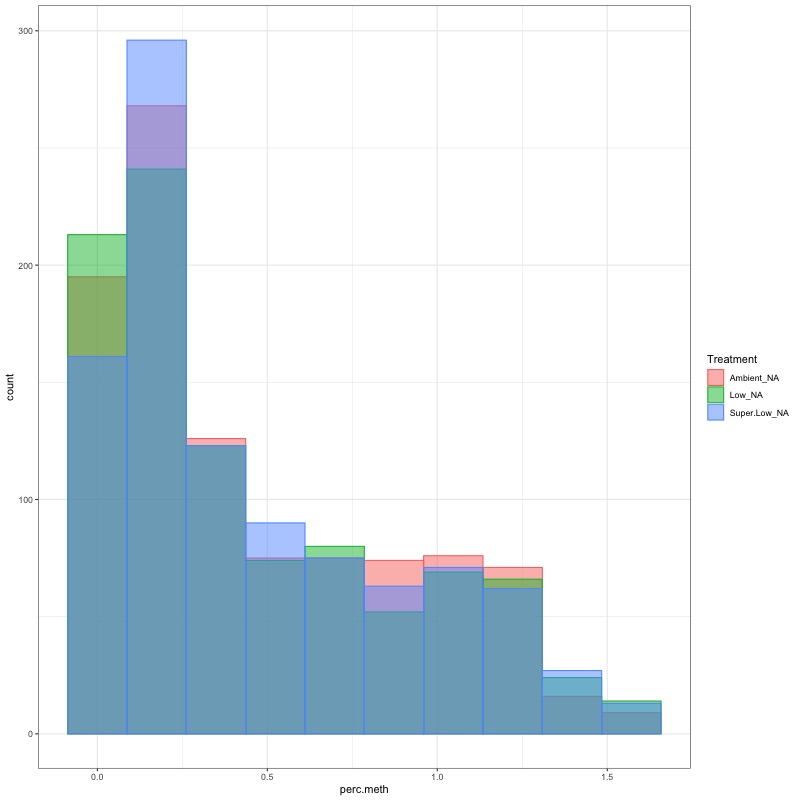 300
200
100
0
count
0.0 0.5 1.0 1.5
perc.meth
Treatment
Ambient_NA
Low_NA
Super.Low_NA